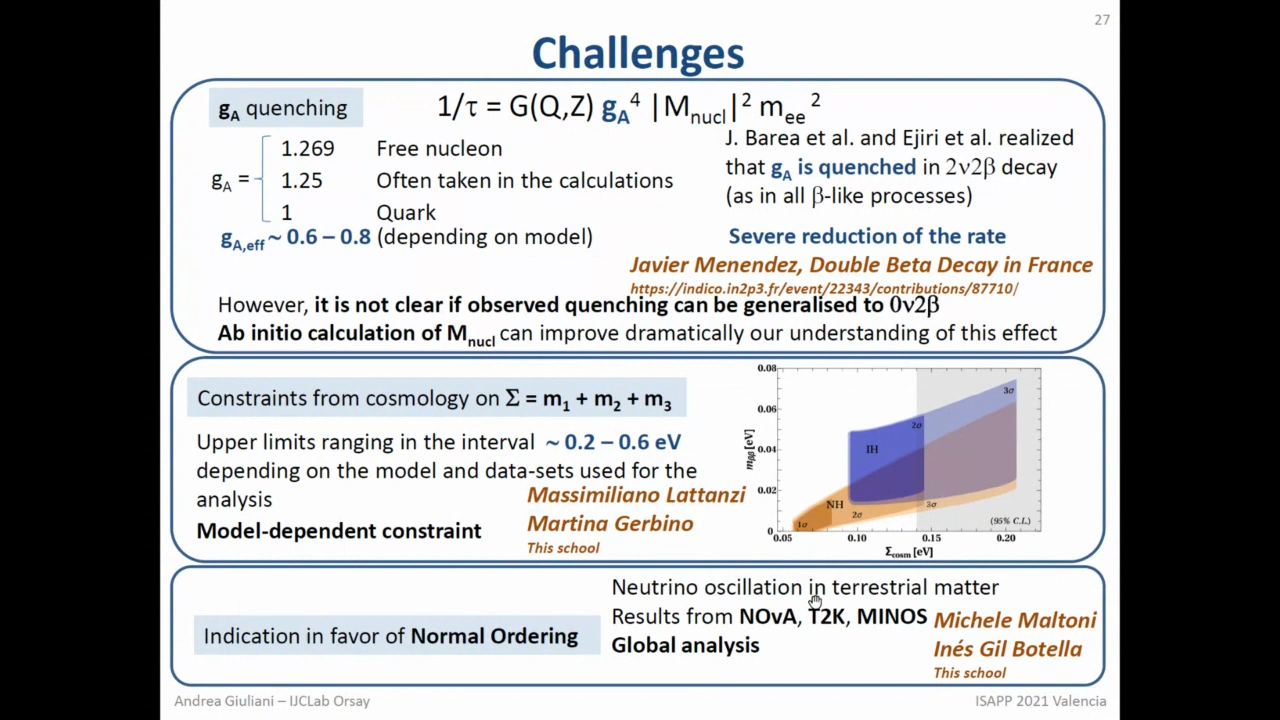 27
Challenges
gA quenching
1/τ = G(Q,Z) gA⁴ |Mnucl|² mee²
gA =
1.269 Free nucleon
1.25 Often taken in the calculations
1 Quark
gA,eff ~ 0.6 – 0.8 (depending on model)
J. Barea et al. and Ejiri et al. realized
that gA is quenched in 2ν2β decay
(as in all β-like processes)
Severe reduction of the rate
Javier Menendez, Double Beta Decay in France
https://indico.in2p3.fr/event/22343/contributions/87710/
However, it is not clear if observed quenching can be generalised to 0ν2β
Ab initio calculation of Mnucl can improve dramatically our understanding of this effect
Constraints from cosmology on Σ = m1 + m2 + m3
Upper limits ranging in the interval ~ 0.2 – 0.6 eV
depending on the model and data-sets used for the
analysis
Model-dependent constraint
Massimiliano Lattanzi
Martina Gerbino
This school
0.08
0.06
0.04
0.02
0
mββ [eV]
3σ
2σ
IH
NH
1σ
2σ
3σ
(95% C.L.)
0.05 0.10 0.15 0.20
Σcosm [eV]
Indication in favor of Normal Ordering
Neutrino oscillation in terrestrial matter
Results from NOvA, T2K, MINOS
Global analysis
Michele Maltoni
Inés Gil Botella
This school
Andrea Giuliani – IJCLab Orsay
ISAPP 2021 Valencia